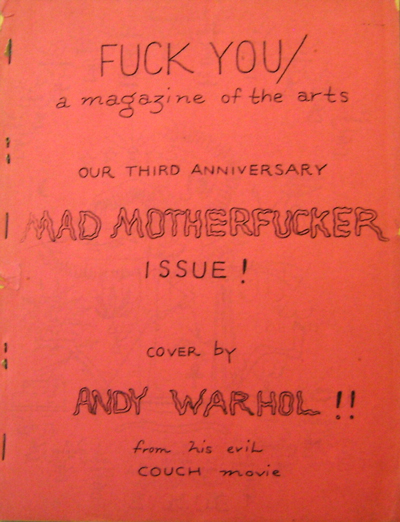 FUCK YOU/
a magazine of the arts
OUR THIRD ANNIVERSARY
MAD MOTHERFUCKER
ISSUE!
COVER by
ANDY WARHOL !!
from his evil
COUCH movie